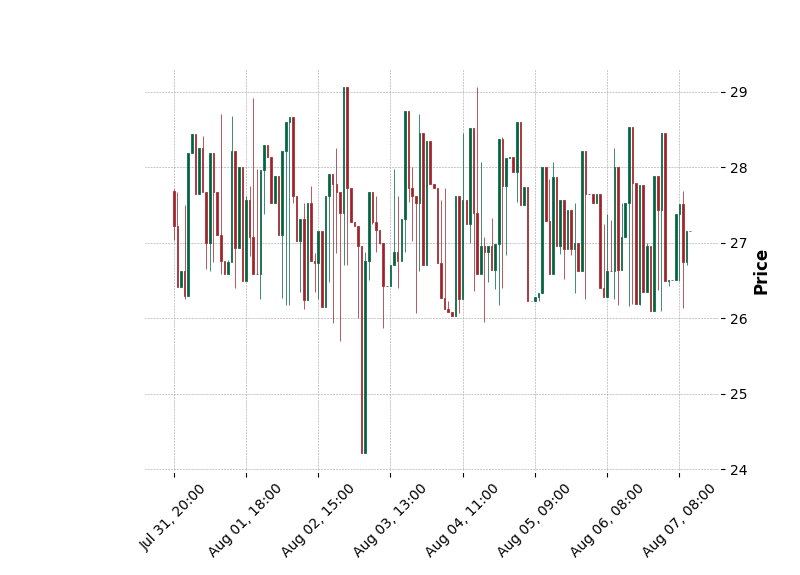 29
28
27
26
25
24
Price
Jul 31, 20:00
Aug 01, 18:00
Aug 02, 15:00
Aug 03, 13:00
Aug 04, 11:00
Aug 05, 09:00
Aug 06, 08:00
Aug 07, 08:00